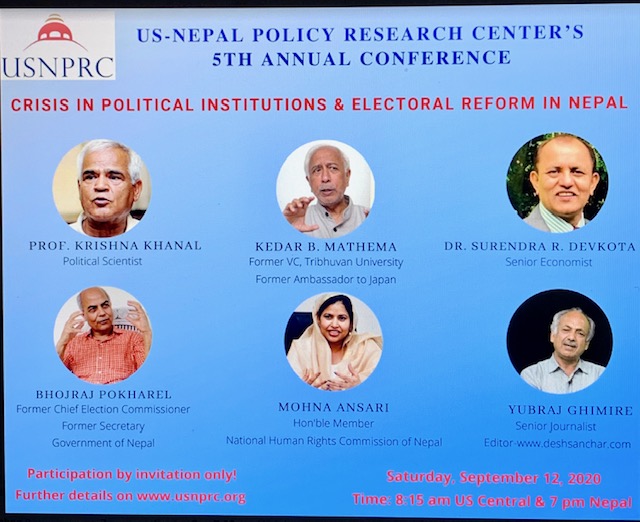 USNPRC
US-NEPAL POLICY RESEARCH CENTER'S
5TH ANNUAL CONFERENCE
CRISIS IN POLITICAL INSTITUTIONS & ELECTORAL REFORM IN NEPAL
PROF. KRISHNA KHANAL
Political Scientist
KEDAR B. MATHEMA
Former VC, Tribhuvan University
Former Ambassador to Japan
DR. SURENDRA R. DEVKOTA
Senior Economist
BHOJRAJ POKHAREL
Former Chief Election Commissioner
Former Secretary
Government of Nepal
MOHNA ANSARI
Hon'ble Member
National Human Rights Commission of Nepal
YUBRAJ GHIMIRE
Senior Journalist
Editor-www.deshsanchar.com
Participation by invitation only!
Further details on www.usnprc.org
Saturday, September 12, 2020
Time: 8:15 am US Central & 7 pm Nepal